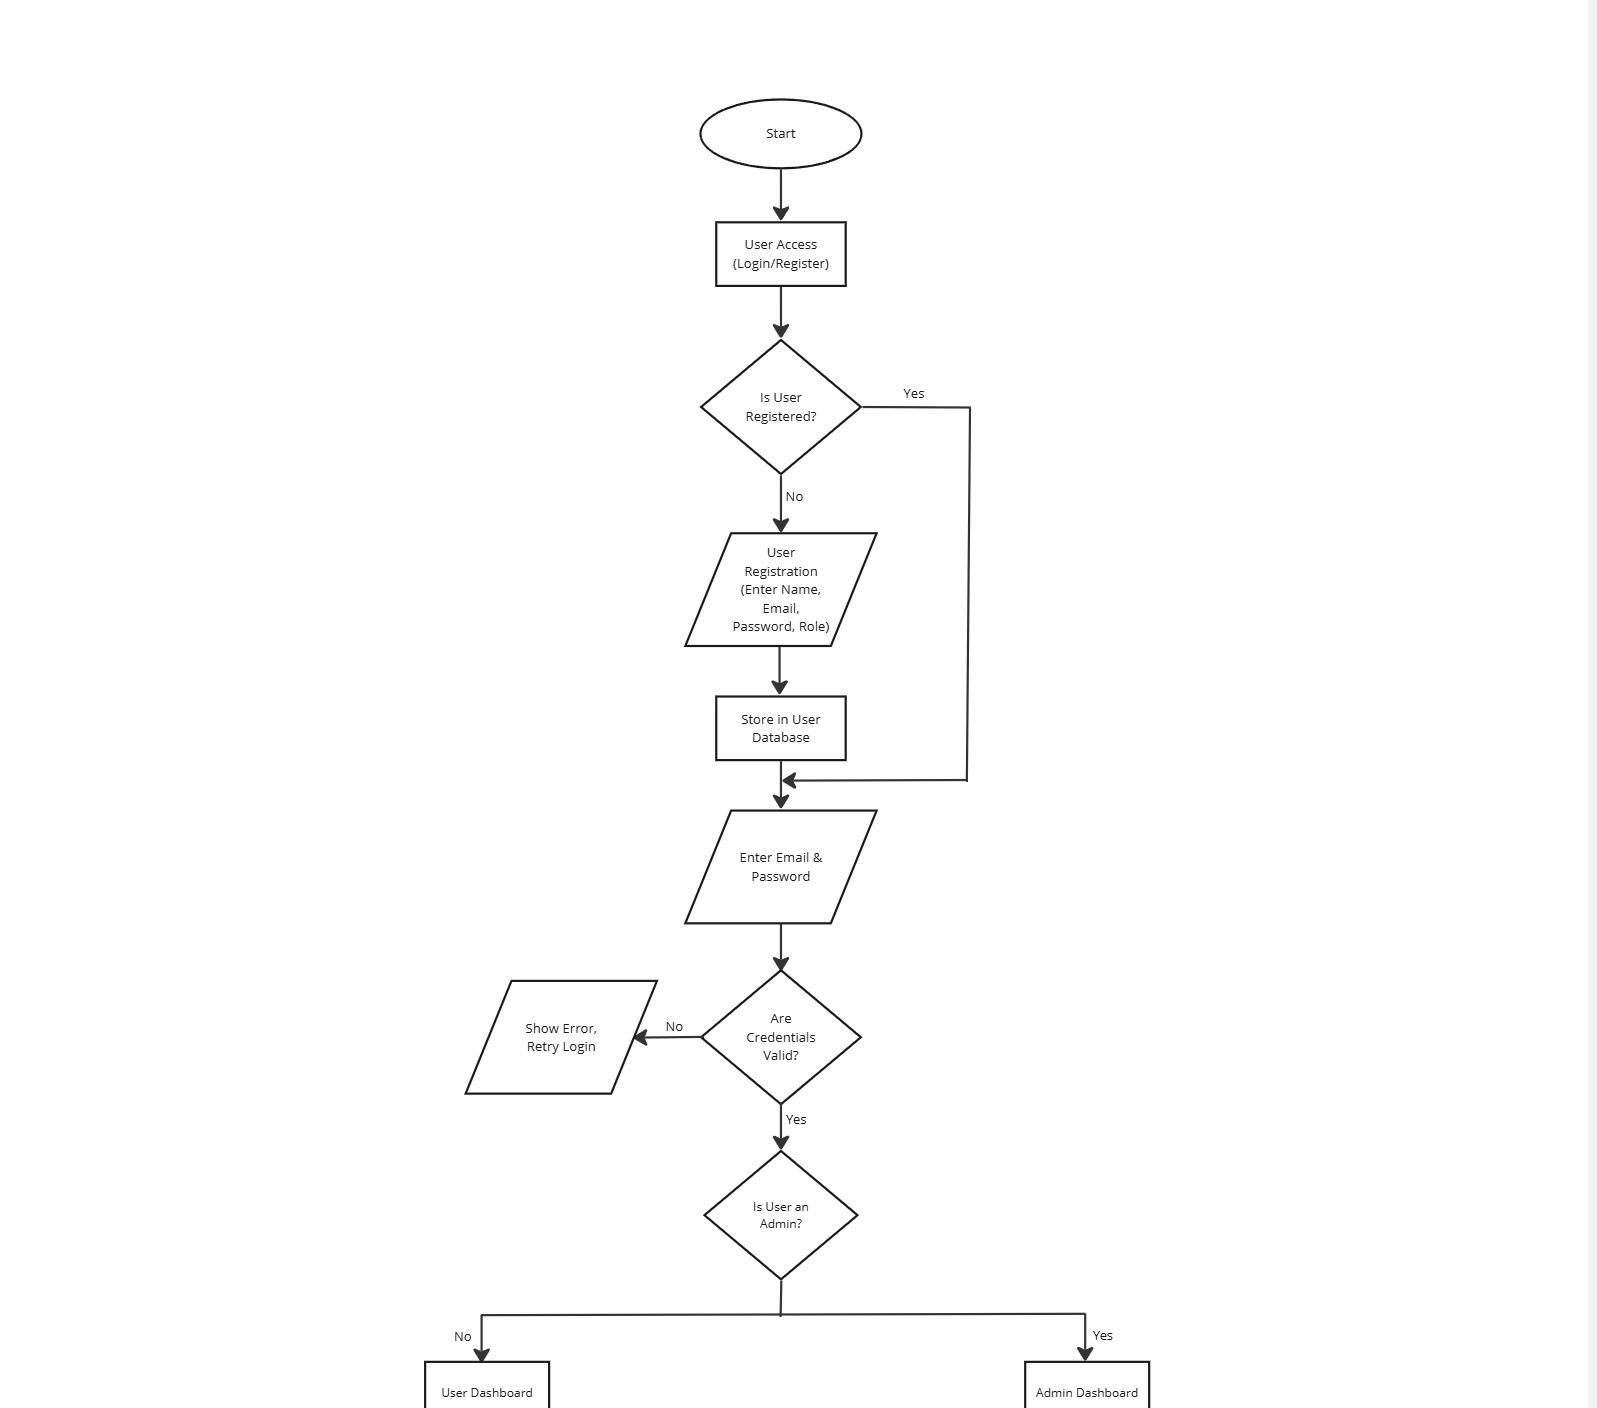 Start
User Access
(Login/Register)
Is User
Registered?
Yes
No
User
Registration
(Enter Name,
Email,
Password, Role)
Store in User
Database
Enter Email &
Password
Show Error,
Retry Login
No
Are
Credentials
Valid?
Yes
Is User an
Admin?
No
Yes
User Dashboard
Admin Dashboard